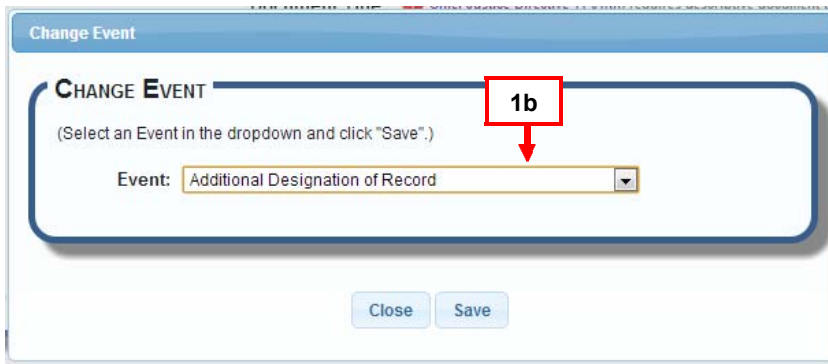 Change Event
CHANGE EVENT
1b
(Select an Event in the dropdown and click "Save".)
Event: Additional Designation of Record
Close Save